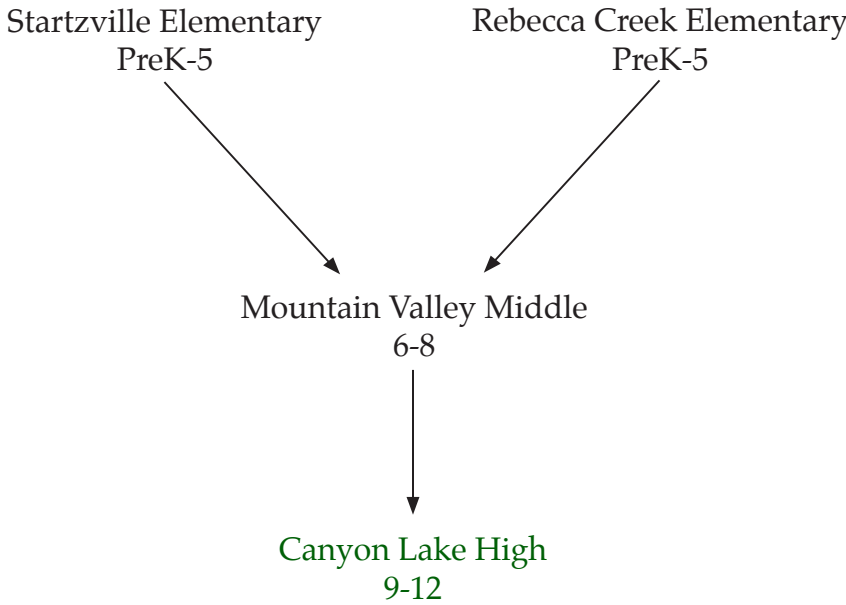 Startzville Elementary
PreK-5
Rebecca Creek Elementary
PreK-5
Mountain Valley Middle
6-8
Canyon Lake High
9-12